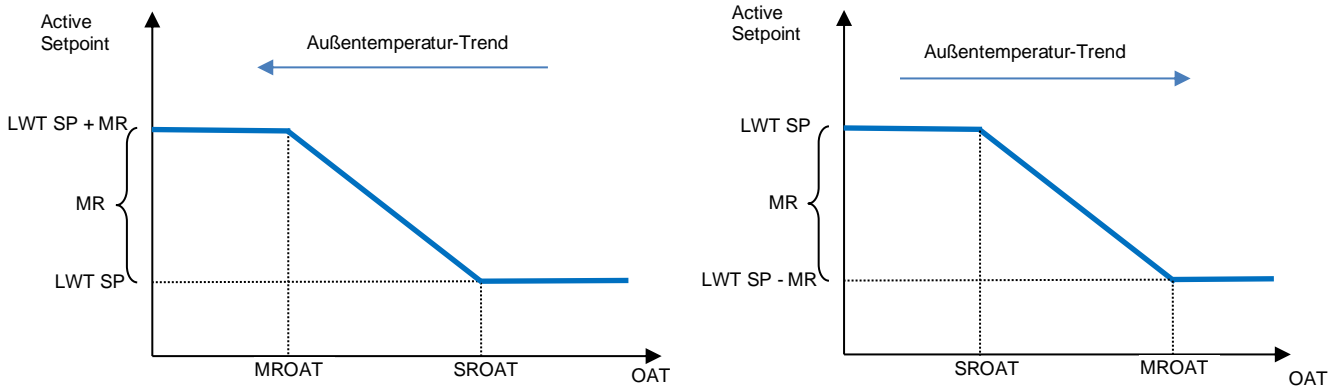 Active
Setpoint
Außentemperatur-Trend
LWT SP + MR
MR
LWT SP
MROAT
SROAT
OAT
Active
Setpoint
Außentemperatur-Trend
LWT SP
MR
LWT SP - MR
SROAT
MROAT
OAT